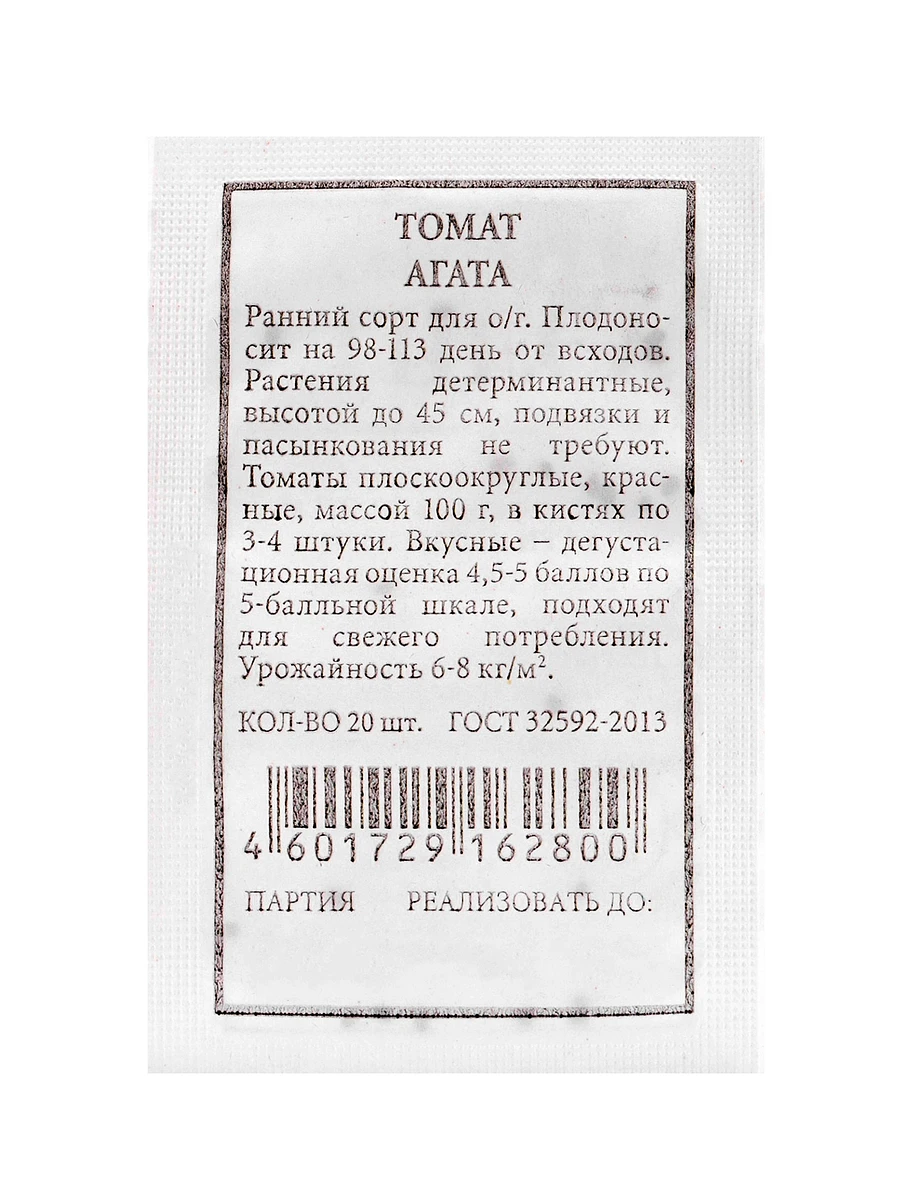 ТОМАТ
АГАТА
Ранний сорт для о/г. Плодоно-
сит на 98-113 день от всходов.
Растения детерминантные,
высотой до 45 см, подвязки и
пасынкования не требуют.
Томаты плоскоокруглые, крас-
ные, массой 100 г, в кистях по
3-4 штуки. Вкусные – дегуста-
ционная оценка 4,5-5 баллов по
5-балльной шкале, подходят
для свежего потребления.
Урожайность 6-8 кг/м².
КОЛ-ВО 20 шт. ГОСТ 32592-2013
4 601729 162800
ПАРТИЯ РЕАЛИЗОВАТЬ ДО: